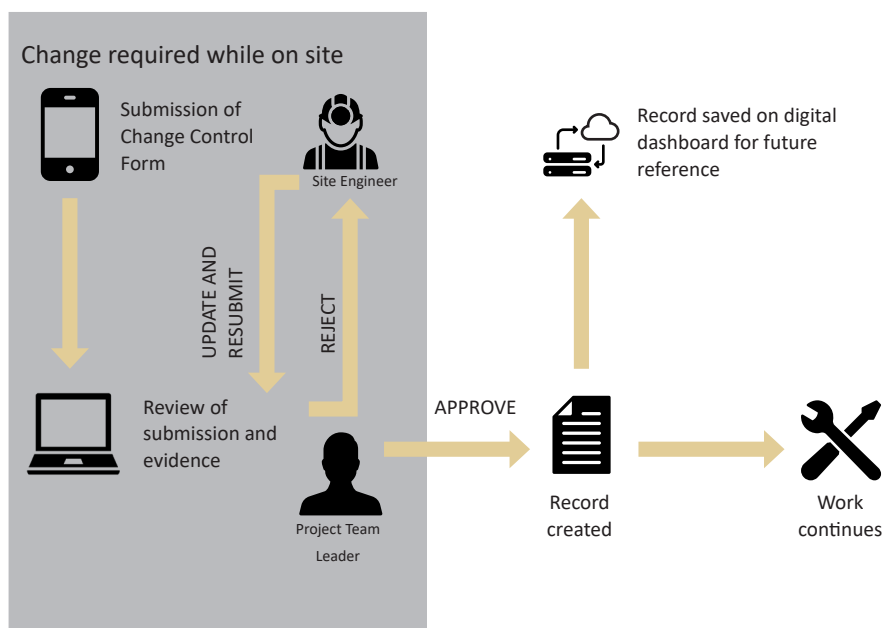 Change required while on site
Submission of
Change Control
Form
Site Engineer
UPDATE AND
RESUBMIT
REJECT
Review of
submission and
evidence
Project Team
Leader
APPROVE
Record
created
Record saved on digital
dashboard for future
reference
Work
continues